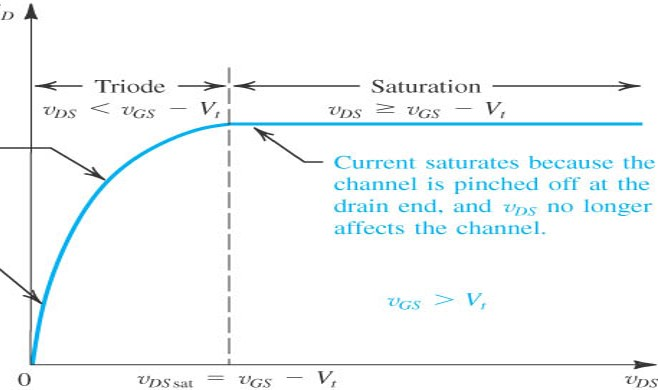 D
Triode
Saturation
vDS < vGS − Vt
vDS ≥ vGS − Vt
Current saturates because the
channel is pinched off at the
drain end, and vDS no longer
affects the channel.
vGS > Vt
0
vDS sat = vGS − Vt
vDS